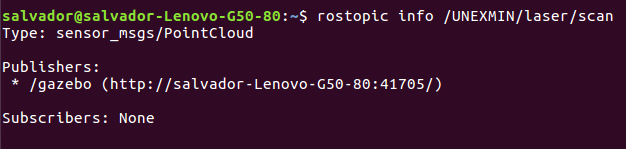 salvador@salvador-Lenovo-G50-80:~$ rostopic info /UNEXMIN/laser/scan
Type: sensor_msgs/PointCloud

Publishers:
 * /gazebo (http://salvador-Lenovo-G50-80:41705/)

Subscribers: None